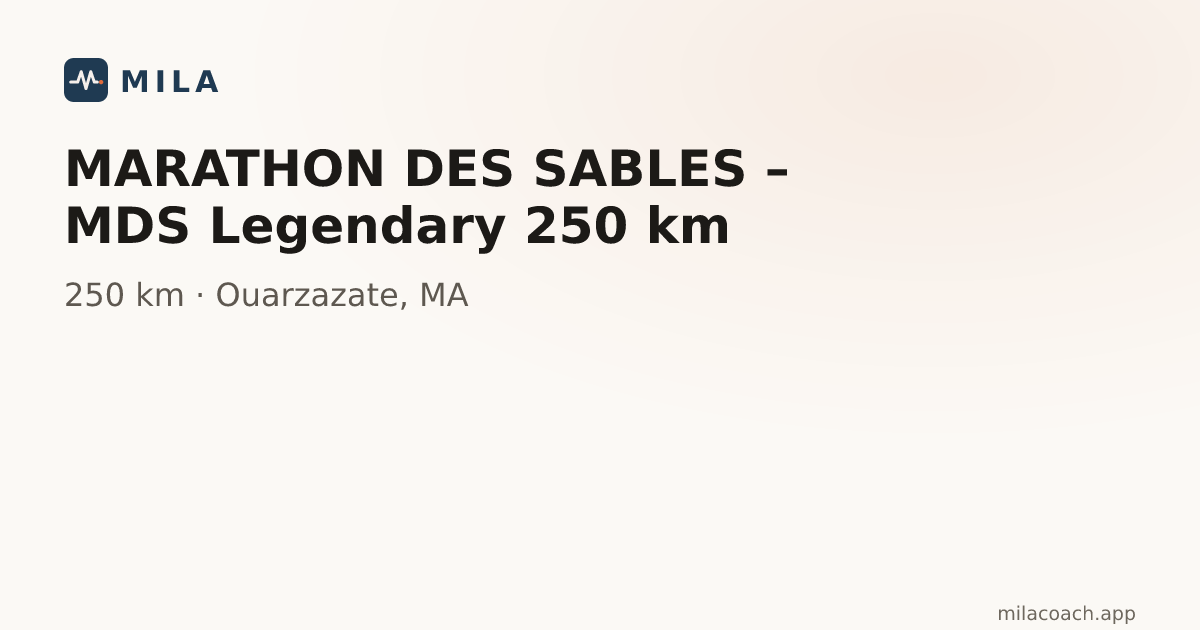 MILA
MARATHON DES SABLES –
MDS Legendary 250 km
250 km · Ouarzazate, MA
milacoach.app